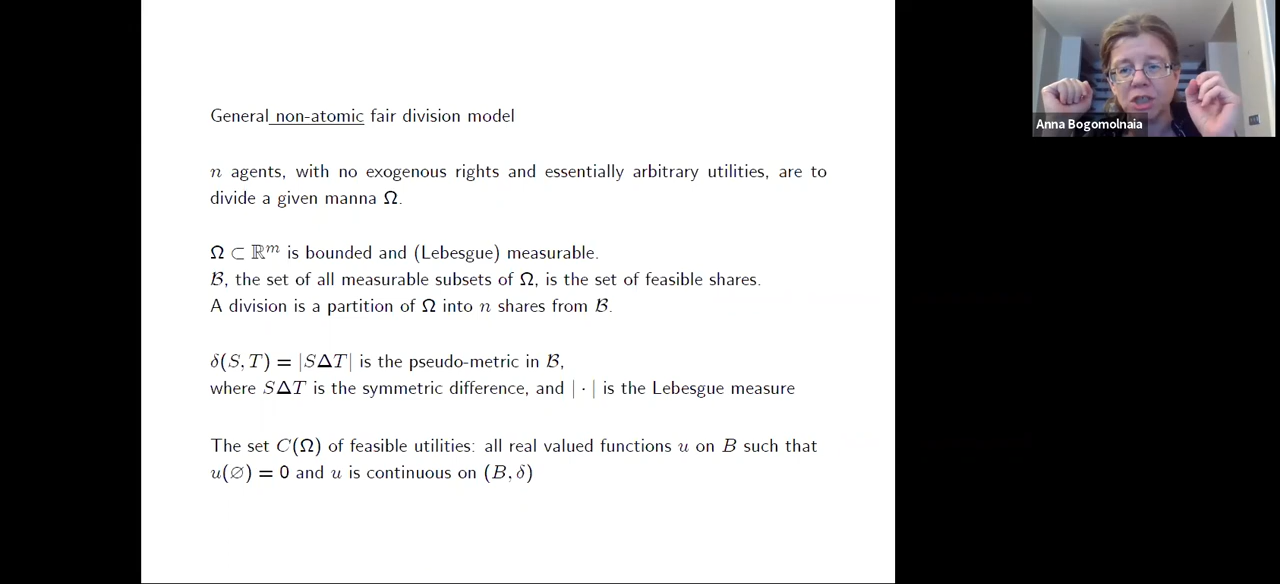 General non-atomic fair division model
n agents, with no exogenous rights and essentially arbitrary utilities, are to
divide a given manna Ω.
Ω ⊂ ℝᵐ is bounded and (Lebesgue) measurable.
ℬ, the set of all measurable subsets of Ω, is the set of feasible shares.
A division is a partition of Ω into n shares from ℬ.
δ(S, T) = |SΔT| is the pseudo-metric in ℬ,
where SΔT is the symmetric difference, and | · | is the Lebesgue measure
The set C(Ω) of feasible utilities: all real valued functions u on B such that
u(∅) = 0 and u is continuous on (B, δ)
Anna Bogomolnaia